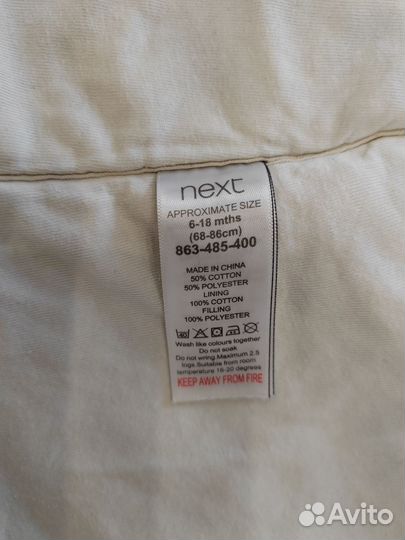 next
APPROXIMATE SIZE
6-18 mths
(68-86cm)
863-485-400
MADE IN CHINA
50% COTTON
50% POLYESTER
LINING
100% COTTON
FILLING
100% POLYESTER
Wash like colours together
Do not soak
Do not wring.Maximum 2.5
togs.Suitable from room
temperature 16-20 degrees
KEEP AWAY FROM FIRE
Avito